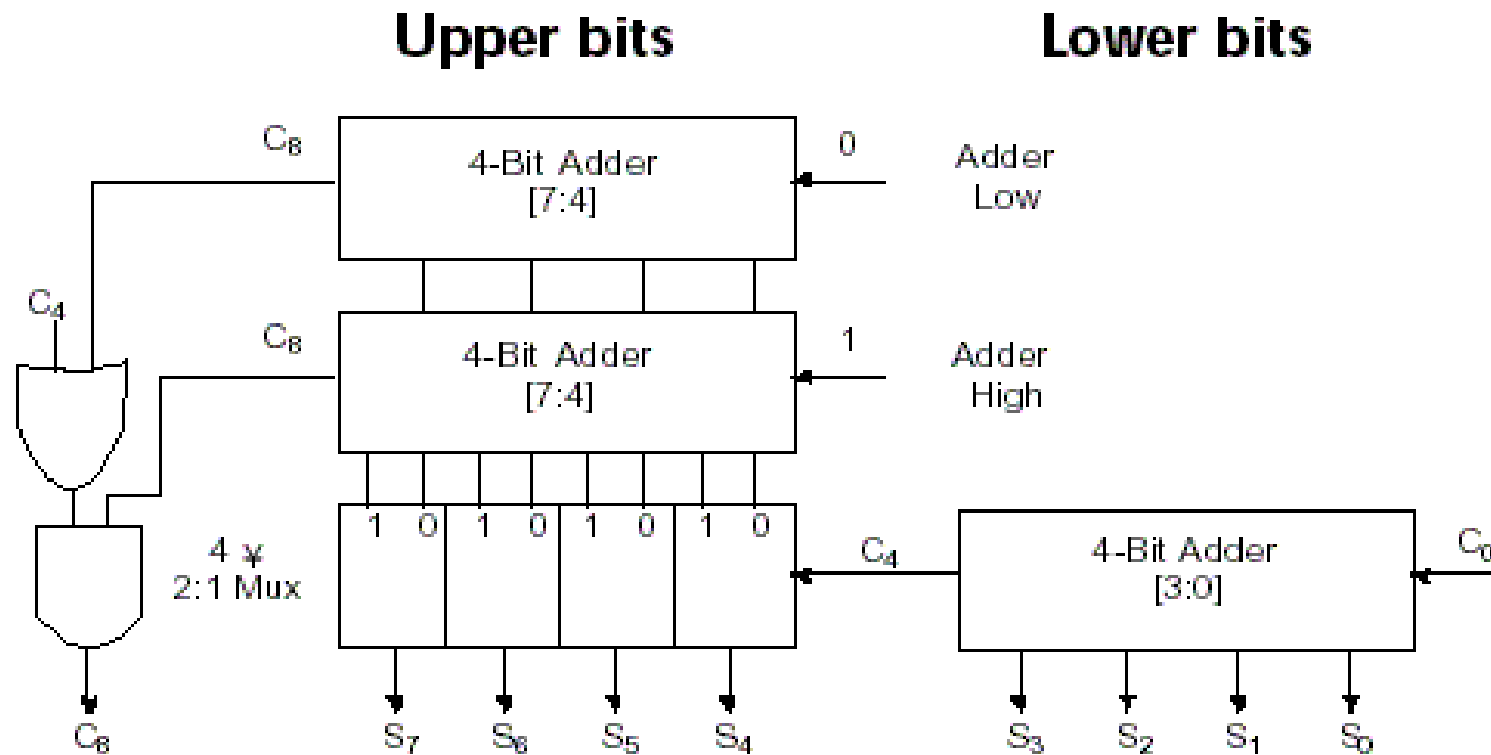 Upper bits
Lower bits
C8
4-Bit Adder
[7:4]
0
Adder
Low
C4
C8
4-Bit Adder
[7:4]
1
Adder
High
1 0 1 0 1 0 1 0
4 ¥
2:1 Mux
C4
4-Bit Adder
[3:0]
C0
C8
S7
S6
S5
S4
S3
S2
S1
S0